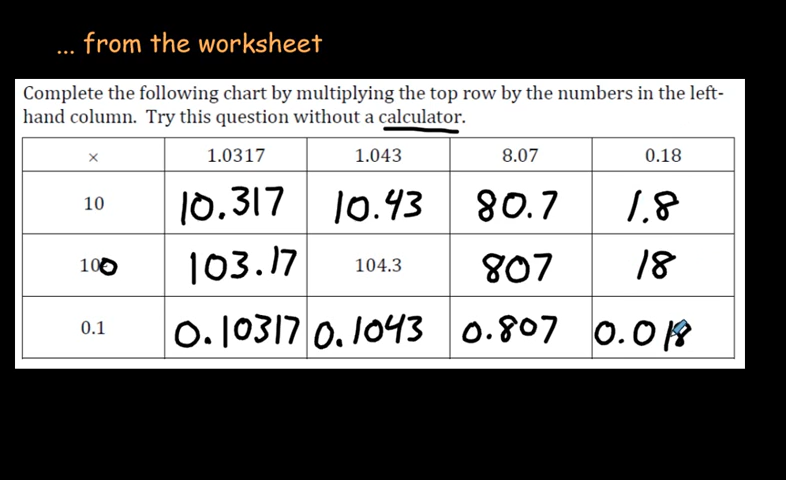 ... from the worksheet
Complete the following chart by multiplying the top row by the numbers in the left-
hand column. Try this question without a calculator.
× 1.0317 1.043 8.07 0.18
10 10.317 10.43 80.7 1.8
100 103.17 104.3 807 18
0.1 0.10317 0.1043 0.807 0.018